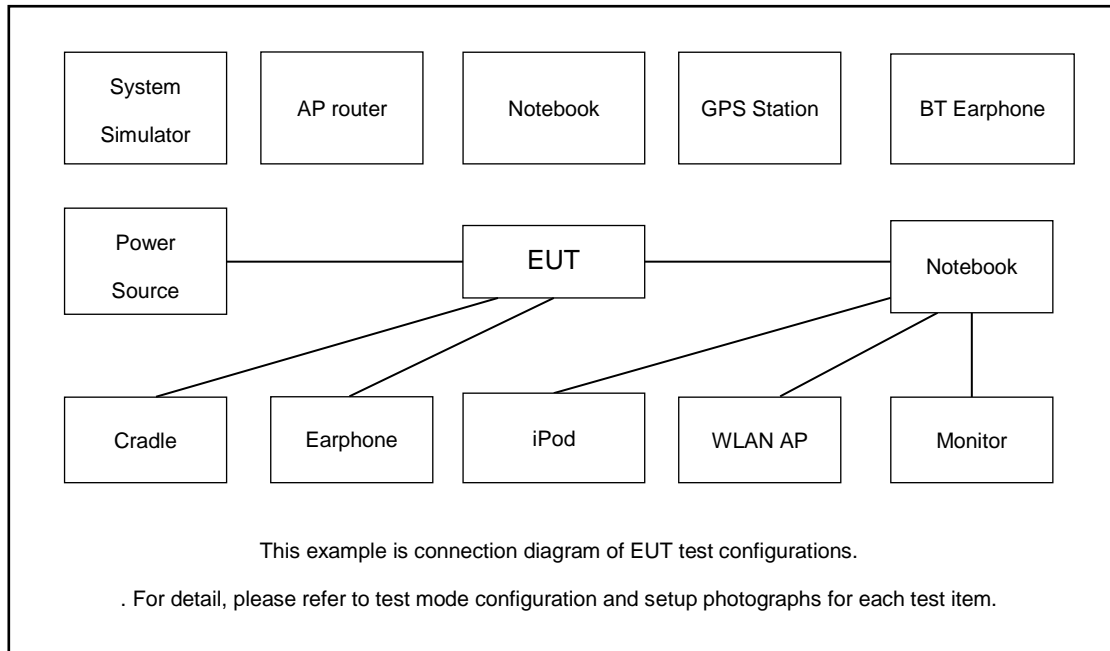 System
Simulator
AP router
Notebook
GPS Station
BT Earphone
Power
Source
EUT
Notebook
Cradle
Earphone
iPod
WLAN AP
Monitor
This example is connection diagram of EUT test configurations.
. For detail, please refer to test mode configuration and setup photographs for each test item.